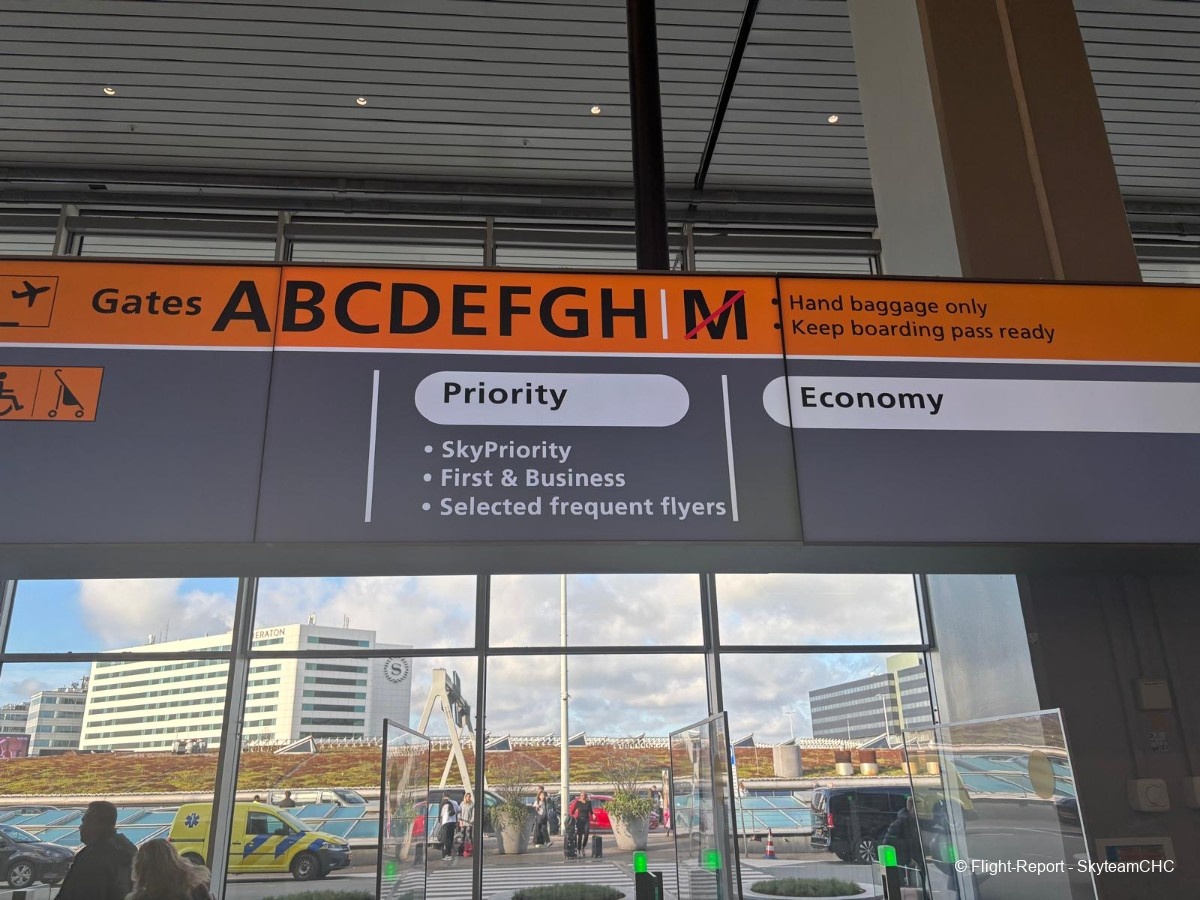 Gates ABCDEFGH | M
• Hand baggage only
• Keep boarding pass ready
Priority
Economy
• SkyPriority
• First & Business
• Selected frequent flyers
ERATON
S
© Flight-Report - SkyteamCHC